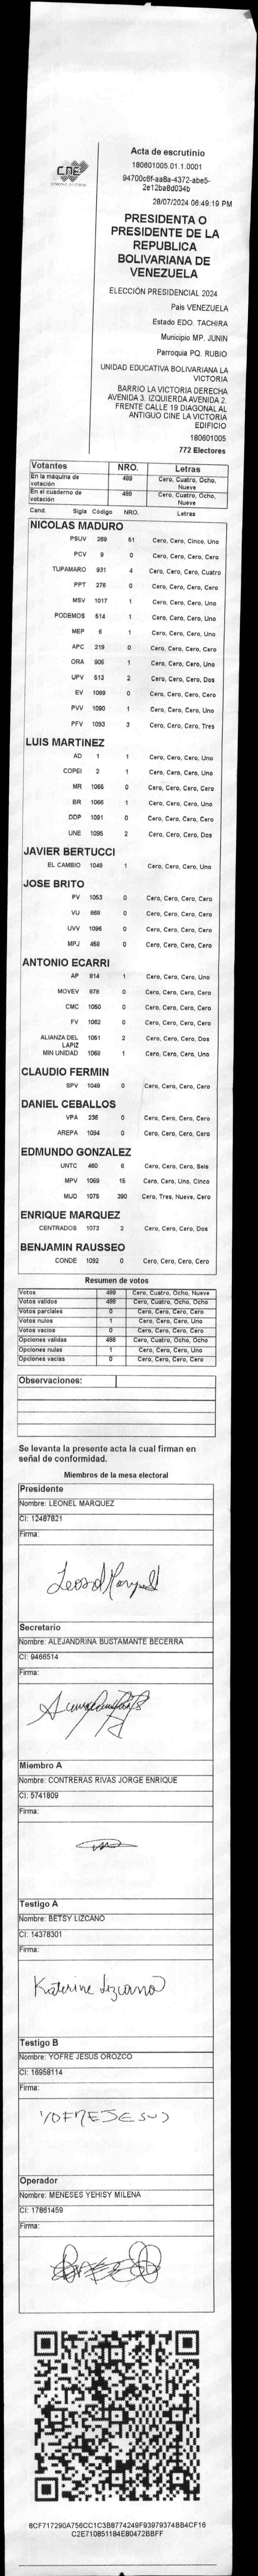 CNE
Acta de escrutinio
180601005.01.1.0001
94700c6f-aa8a-4372-abe5-
2e12ba8d034b
28/07/2024 06:49:19 PM
PRESIDENTA O
PRESIDENTE DE LA
REPUBLICA
BOLIVARIANA DE
VENEZUELA
ELECCIÓN PRESIDENCIAL 2024
País VENEZUELA
Estado EDO. TACHIRA
Municipio MP. JUNIN
Parroquia PQ. RUBIO
UNIDAD EDUCATIVA BOLIVARIANA LA
VICTORIA
BARRIO LA VICTORIA DERECHA
AVENIDA 3. IZQUIERDA AVENIDA 2.
FRENTE CALLE 19 DIAGONAL AL
ANTIGUO CINE LA VICTORIA
EDIFICIO
180601005
772 Electores
Votantes NRO. Letras
En la máquina de votación 489 Cero, Cuatro, Ocho, Nueve
En el cuaderno de votación 489 Cero, Cuatro, Ocho, Nueve
Cand. Sigla Código NRO. Letras
NICOLAS MADURO
PSUV 269 51 Cero, Cero, Cinco, Uno
PCV 9 0 Cero, Cero, Cero, Cero
TUPAMARO 931 4 Cero, Cero, Cero, Cuatro
PPT 276 0 Cero, Cero, Cero, Cero
MSV 1017 1 Cero, Cero, Cero, Uno
PODEMOS 514 1 Cero, Cero, Cero, Uno
MEP 6 1 Cero, Cero, Cero, Uno
APC 219 0 Cero, Cero, Cero, Cero
ORA 906 1 Cero, Cero, Cero, Uno
UPV 513 2 Cero, Cero, Cero, Dos
EV 1089 0 Cero, Cero, Cero, Cero
PVV 1090 1 Cero, Cero, Cero, Uno
PFV 1093 3 Cero, Cero, Cero, Tres
LUIS MARTINEZ
AD 1 1 Cero, Cero, Cero, Uno
COPEI 2 1 Cero, Cero, Cero, Uno
MR 1065 0 Cero, Cero, Cero, Cero
BR 1066 1 Cero, Cero, Cero, Uno
DDP 1091 0 Cero, Cero, Cero, Cero
UNE 1095 2 Cero, Cero, Cero, Dos
JAVIER BERTUCCI
EL CAMBIO 1048 1 Cero, Cero, Cero, Uno
JOSE BRITO
PV 1053 0 Cero, Cero, Cero, Cero
VU 868 0 Cero, Cero, Cero, Cero
UVV 1096 0 Cero, Cero, Cero, Cero
MPJ 458 0 Cero, Cero, Cero, Cero
ANTONIO ECARRI
AP 814 1 Cero, Cero, Cero, Uno
MOVEV 878 0 Cero, Cero, Cero, Cero
CMC 1050 0 Cero, Cero, Cero, Cero
FV 1062 0 Cero, Cero, Cero, Cero
ALIANZA DEL LAPIZ 1051 2 Cero, Cero, Cero, Dos
MIN UNIDAD 1068 1 Cero, Cero, Cero, Uno
CLAUDIO FERMIN
SPV 1049 0 Cero, Cero, Cero, Cero
DANIEL CEBALLOS
VPA 236 0 Cero, Cero, Cero, Cero
AREPA 1094 0 Cero, Cero, Cero, Cero
EDMUNDO GONZALEZ
UNTC 460 6 Cero, Cero, Cero, Seis
MPV 1069 15 Cero, Cero, Uno, Cinco
MUD 1075 390 Cero, Tres, Nueve, Cero
ENRIQUE MARQUEZ
CENTRADOS 1073 2 Cero, Cero, Cero, Dos
BENJAMIN RAUSSEO
CONDE 1092 0 Cero, Cero, Cero, Cero
Resumen de votos
Votos 489 Cero, Cuatro, Ocho, Nueve
Votos validos 488 Cero, Cuatro, Ocho, Ocho
Votos parciales 0 Cero, Cero, Cero, Cero
Votos nulos 1 Cero, Cero, Cero, Uno
Votos vacios 0 Cero, Cero, Cero, Cero
Opciones validas 488 Cero, Cuatro, Ocho, Ocho
Opciones nulas 1 Cero, Cero, Cero, Uno
Opciones vacías 0 Cero, Cero, Cero, Cero
Observaciones:
Se levanta la presente acta la cual firman en
señal de conformidad.
Miembros de la mesa electoral
Presidente
Nombre: LEONEL MARQUEZ
CI: 12487821
Firma:
Secretario
Nombre: ALEJANDRINA BUSTAMANTE BECERRA
CI: 9466514
Firma:
Miembro A
Nombre: CONTRERAS RIVAS JORGE ENRIQUE
CI: 5741809
Firma:
Testigo A
Nombre: BETSY LIZCANO
CI: 14378301
Firma:
Katerine Lizcano
Testigo B
Nombre: YOFRE JESUS OROZCO
CI: 16958114
Firma:
YOFRE JESUS
Operador
Nombre: MENESES YEHISY MILENA
CI: 17861459
Firma:
8CF717290A756CC1C3B8774249F93979374BB4CF16
C2E710851184E80472BBFF